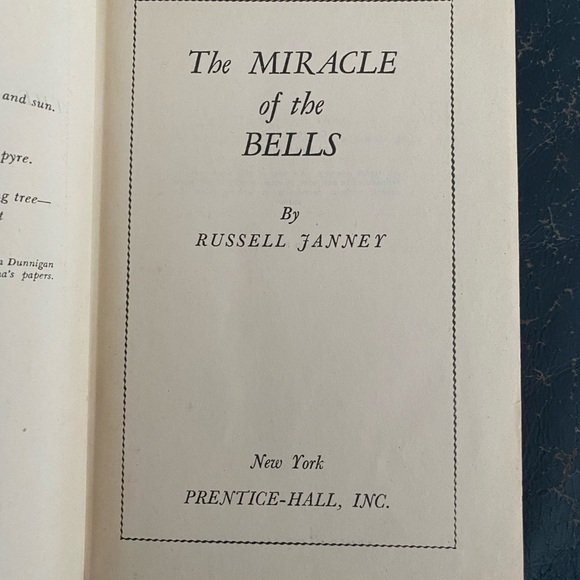 and sun.
pyre.
g tree—
t
Dunnigan
a's papers.
The MIRACLE
of the
BELLS
By
RUSSELL JANNEY
New York
PRENTICE-HALL, INC.